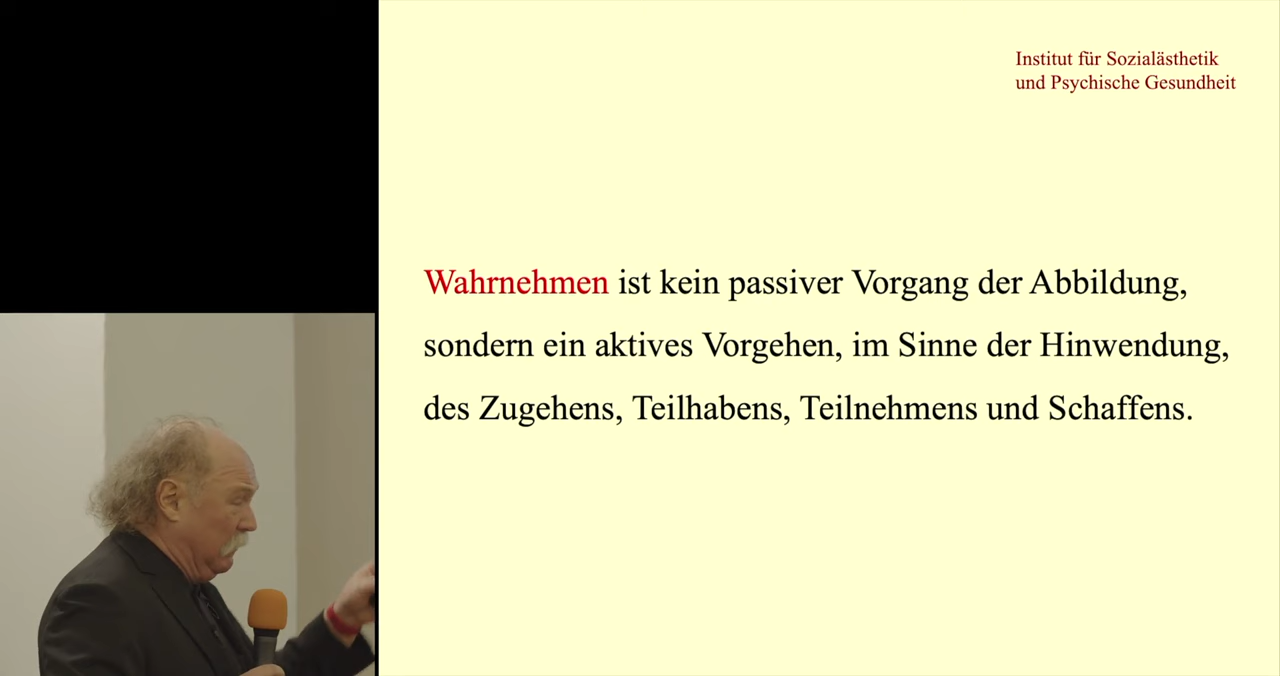 Institut für Sozialästhetik
und Psychische Gesundheit
Wahrnehmen ist kein passiver Vorgang der Abbildung,
sondern ein aktives Vorgehen, im Sinne der Hinwendung,
des Zugehens, Teilhabens, Teilnehmens und Schaffens.